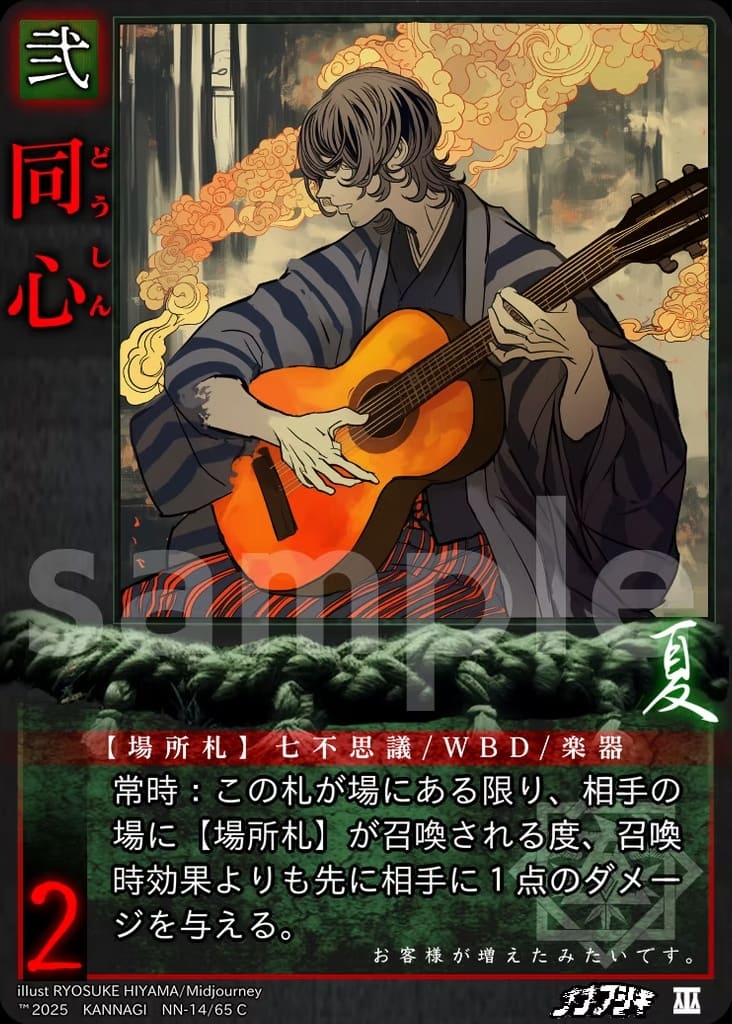 弐
同心
どうしん
sample
夏
【場所札】七不思議/WBD/楽器
常時：この札が場にある限り、相手の
場に【場所札】が召喚される度、召喚
時効果よりも先に相手に１点のダメー
ジを与える。
お客様が増えたみたいです。
2
illust RYOSUKE HIYAMA/Midjourney
™2025 KANNAGI NN-14/65 C